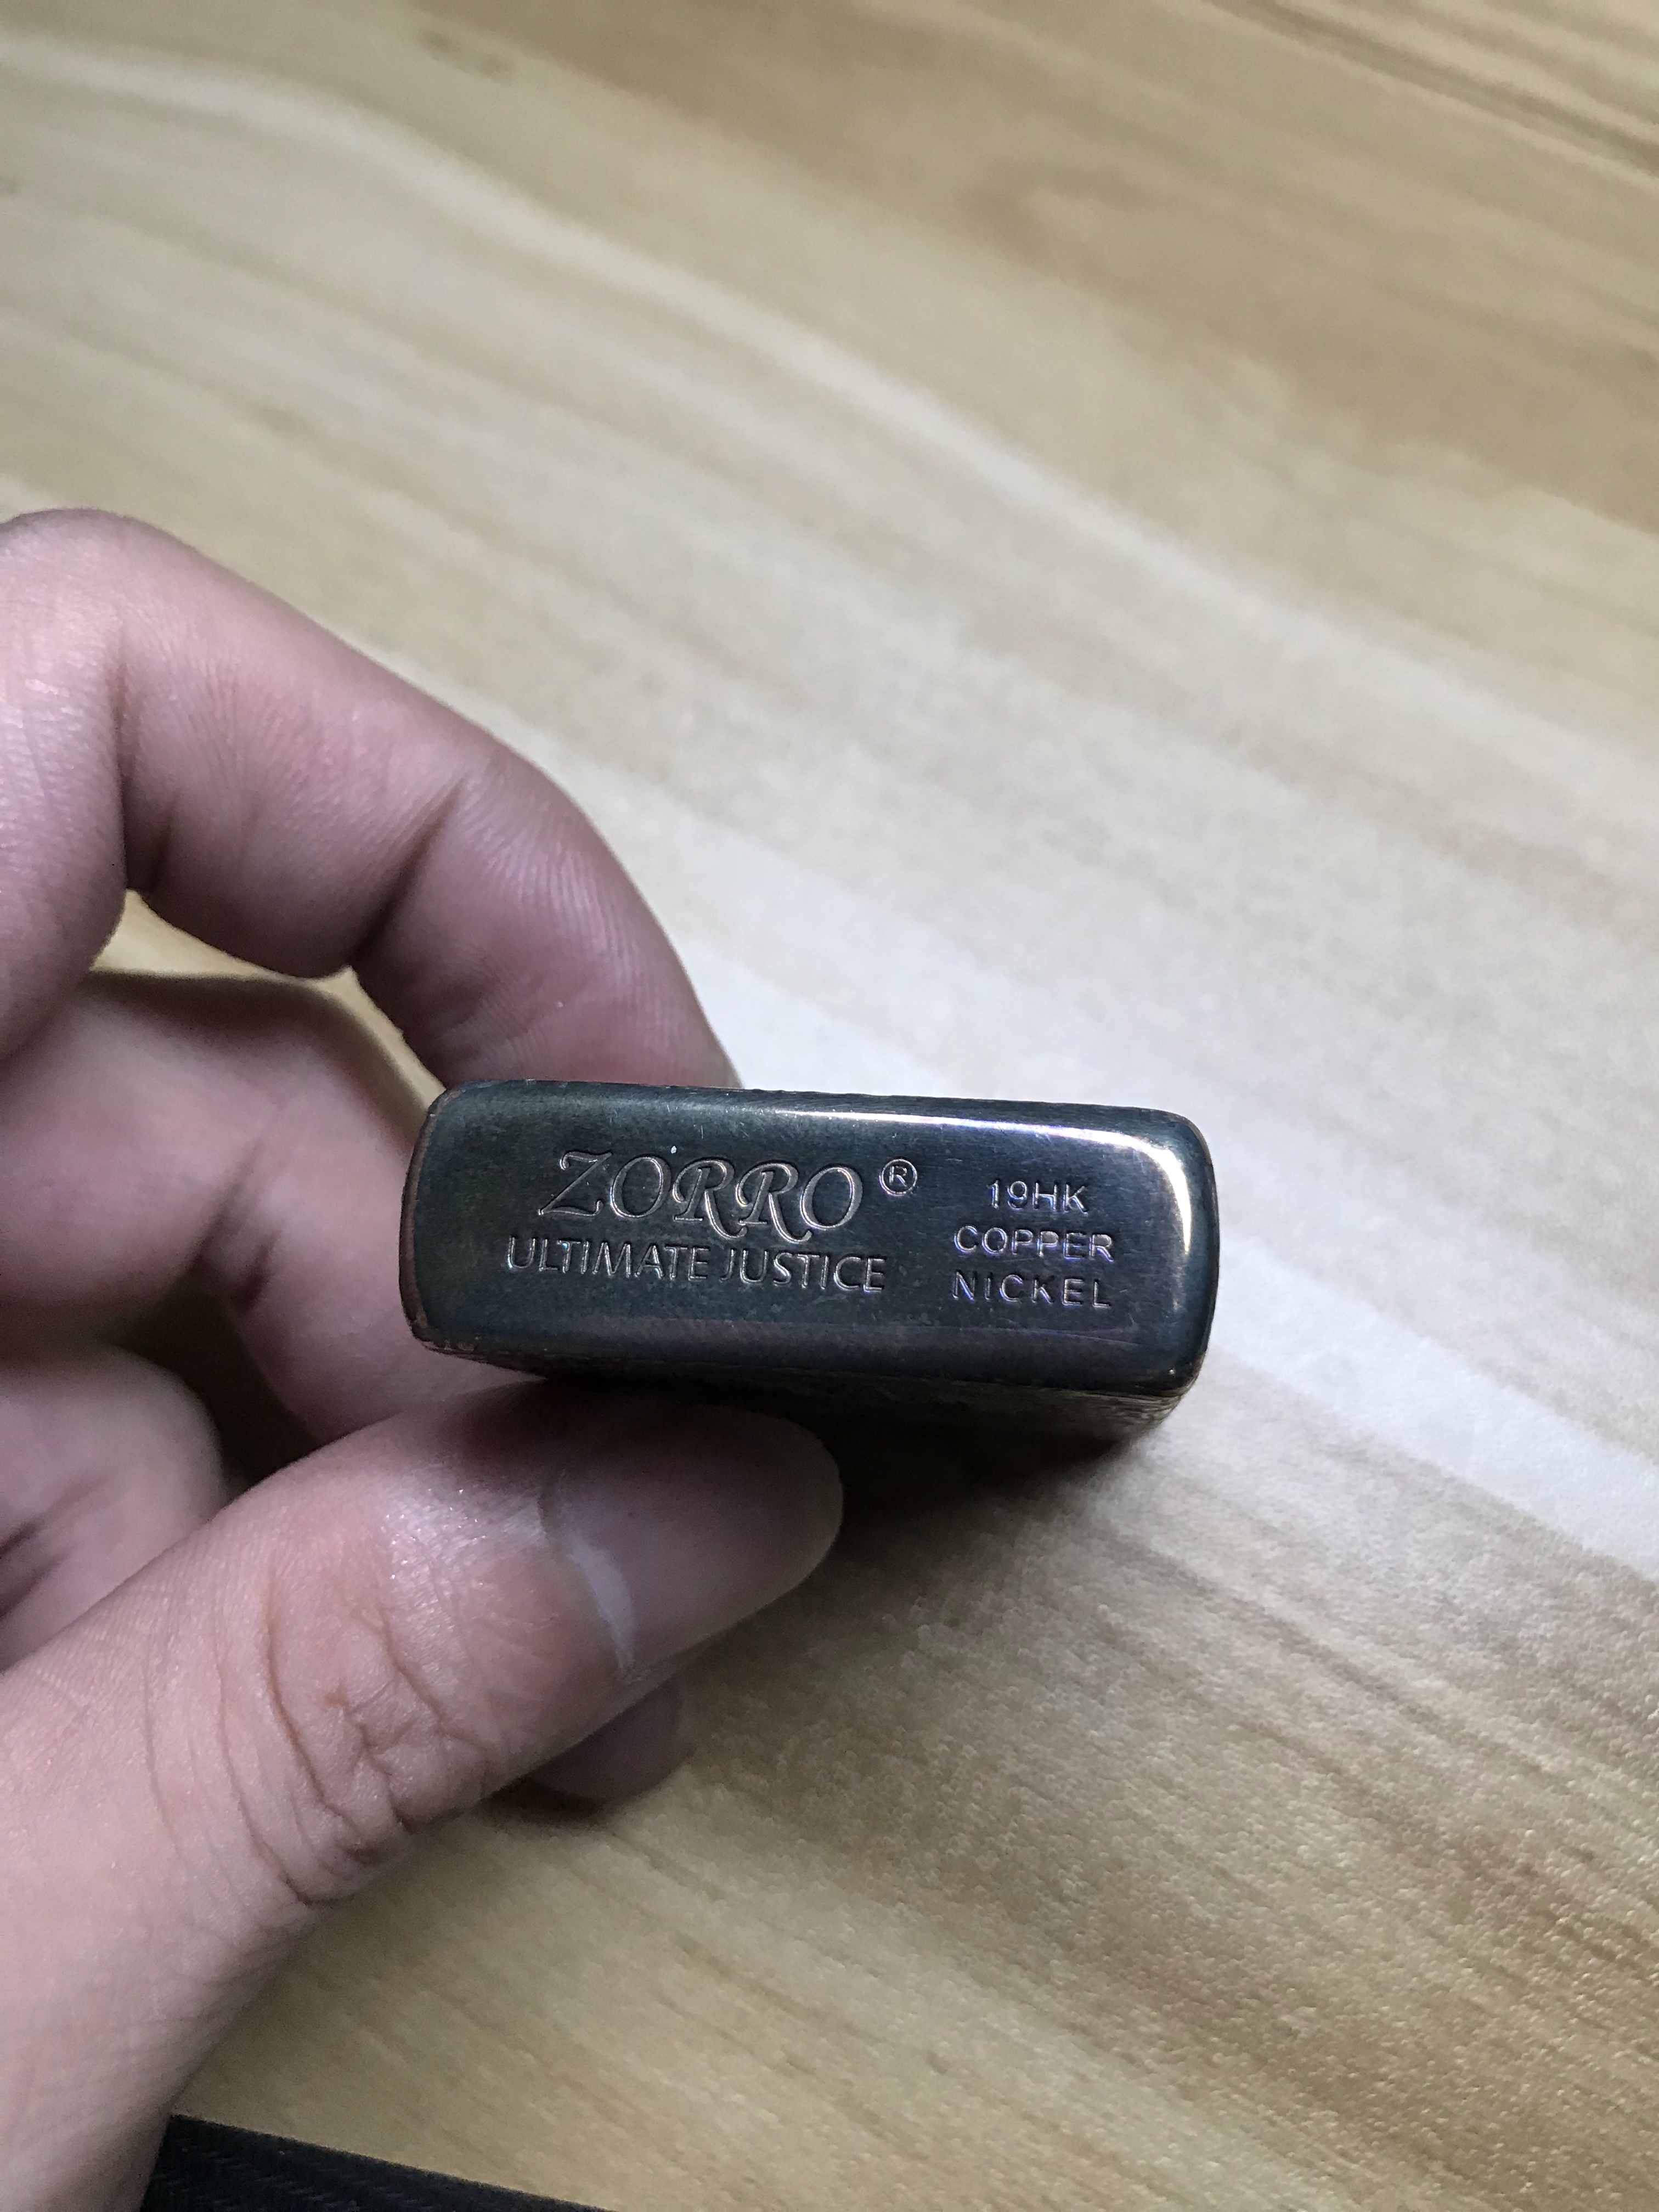 ZORRO®
ULTIMATE JUSTICE
19HK
COPPER
NICKEL